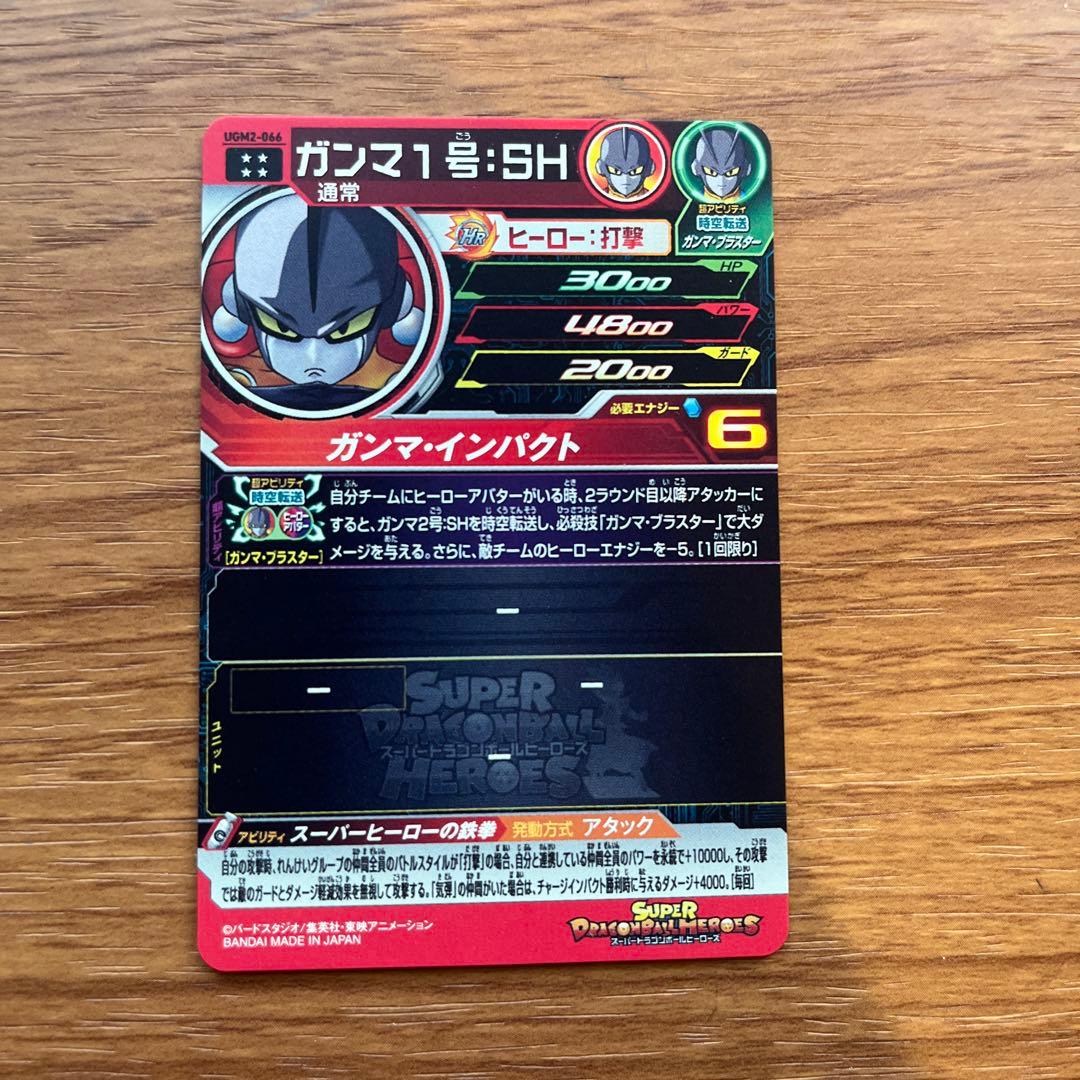 UGM2-066
★★
★★
ガンマ1号:SH
ごう
通常
超アビリティ
時空転送
ガンマ・ブラスター
HR
ヒーロー:打撃
HP
3000
パワー
4800
ガード
2000
必要エナジー
6
ガンマ・インパクト
超アビリティ
超アビリティ
時空転送
ヒーロー
アバター
[ガンマ・ブラスター]
自分チームにヒーローアバターがいる時、2ラウンド目以降アタッカーに
すると、ガンマ2号:SHを時空転送し、必殺技「ガンマ・ブラスター」で大ダ
メージを与える。さらに、敵チームのヒーローエナジーを−5。[1回限り]
−
ユニット
−
−
−
SUPER
DRAGONBALL
スーパードラゴンボールヒーローズ
HEROES
アビリティ スーパーヒーローの鉄拳 発動方式 アタック
自分の攻撃時、れんけいグループの仲間全員のバトルスタイルが「打撃」の場合、自分と連携している仲間全員のパワーを永続で+10000し、その攻撃
では敵のガードとダメージ軽減効果を無視して攻撃する。「気弾」の仲間がいた場合は、チャージインパクト勝利時に与えるダメージ+4000。[毎回]
©バードスタジオ/集英社・東映アニメーション
BANDAI MADE IN JAPAN
SUPER
DRAGONBALL HEROES
スーパードラゴンボールヒーローズ